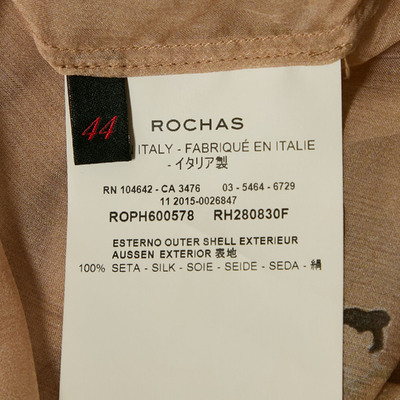 44
ROCHAS
ITALY - FABRIQUÉ EN ITALIE
- イタリア製
RN 104642 - CA 3476 03 - 5464 - 6729
11 2015-0026847
ROPH600578 RH280830F
ESTERNO OUTER SHELL EXTERIEUR
AUSSEN EXTERIOR 表地
100% SETA - SILK - SOIE - SEIDE - SEDA - 絹